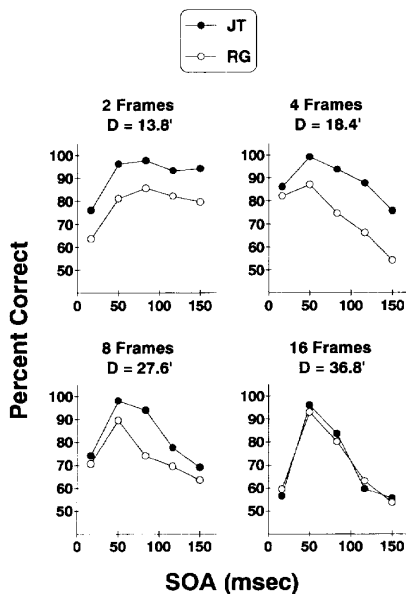 JT
RG
2 Frames
D = 13.8'
4 Frames
D = 18.4'
100
90
80
70
60
50
0 50 100 150
100
90
80
70
60
50
0 50 100 150
Percent Correct
8 Frames
D = 27.6'
16 Frames
D = 36.8'
100
90
80
70
60
50
0 50 100 150
100
90
80
70
60
50
0 50 100 150
SOA (msec)